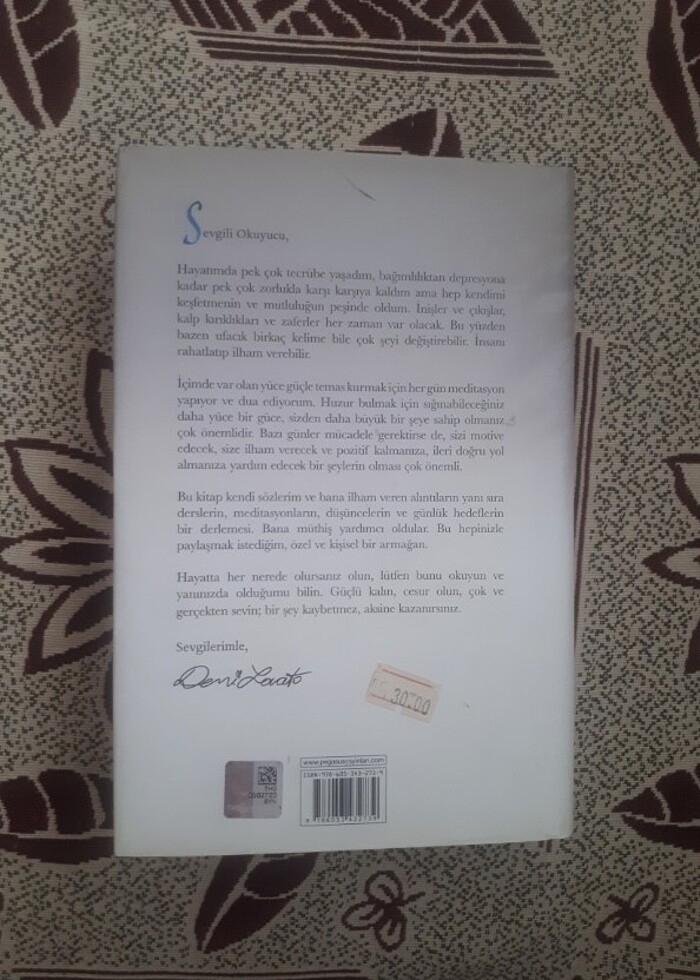 Sevgili Okuyucu,
Hayatımda pek çok tecrübe yaşadım, bağımlılıktan depresyona
kadar pek çok zorlukla karşı karşıya kaldım ama hep kendimi
keşfetmenin ve mutluluğun peşinde oldum. İnişler ve çıkışlar,
kalp kırıklıkları ve zaferler her zaman var olacak. Bu yüzden
bazen ufacık birkaç kelime bile çok şeyi değiştirebilir. İnsanı
rahatlatıp ilham verebilir.
İçimde var olan yüce güçle temas kurmak için her gün meditasyon
yapıyor ve dua ediyorum. Huzur bulmak için sığınabileceğiniz
daha yüce bir güce, sizden daha büyük bir şeye sahip olmanız
çok önemlidir. Bazı günler mücadele gerektirse de, sizi motive
edecek, size ilham verecek ve pozitif kalmanıza, ileri doğru yol
almanıza yardım edecek bir şeylerin olması çok önemli.
Bu kitap kendi sözlerim ve bana ilham veren alıntıların yanı sıra
derslerin, meditasyonların, düşüncelerin ve günlük hedeflerin
bir derlemesi. Bana müthiş yardımcı oldular. Bu hepinizle
paylaşmak istediğim, özel ve kişisel bir armağan.
Hayatta her nerede olursanız olun, lütfen bunu okuyun ve
yanınızda olduğumu bilin. Güçlü kalın, cesur olun, çok ve
gerçekten sevin; bir şey kaybetmez, aksine kazanırsınız.
Sevgilerimle,
Demi Lovato
30.00
www.pegasusyayinlari.com